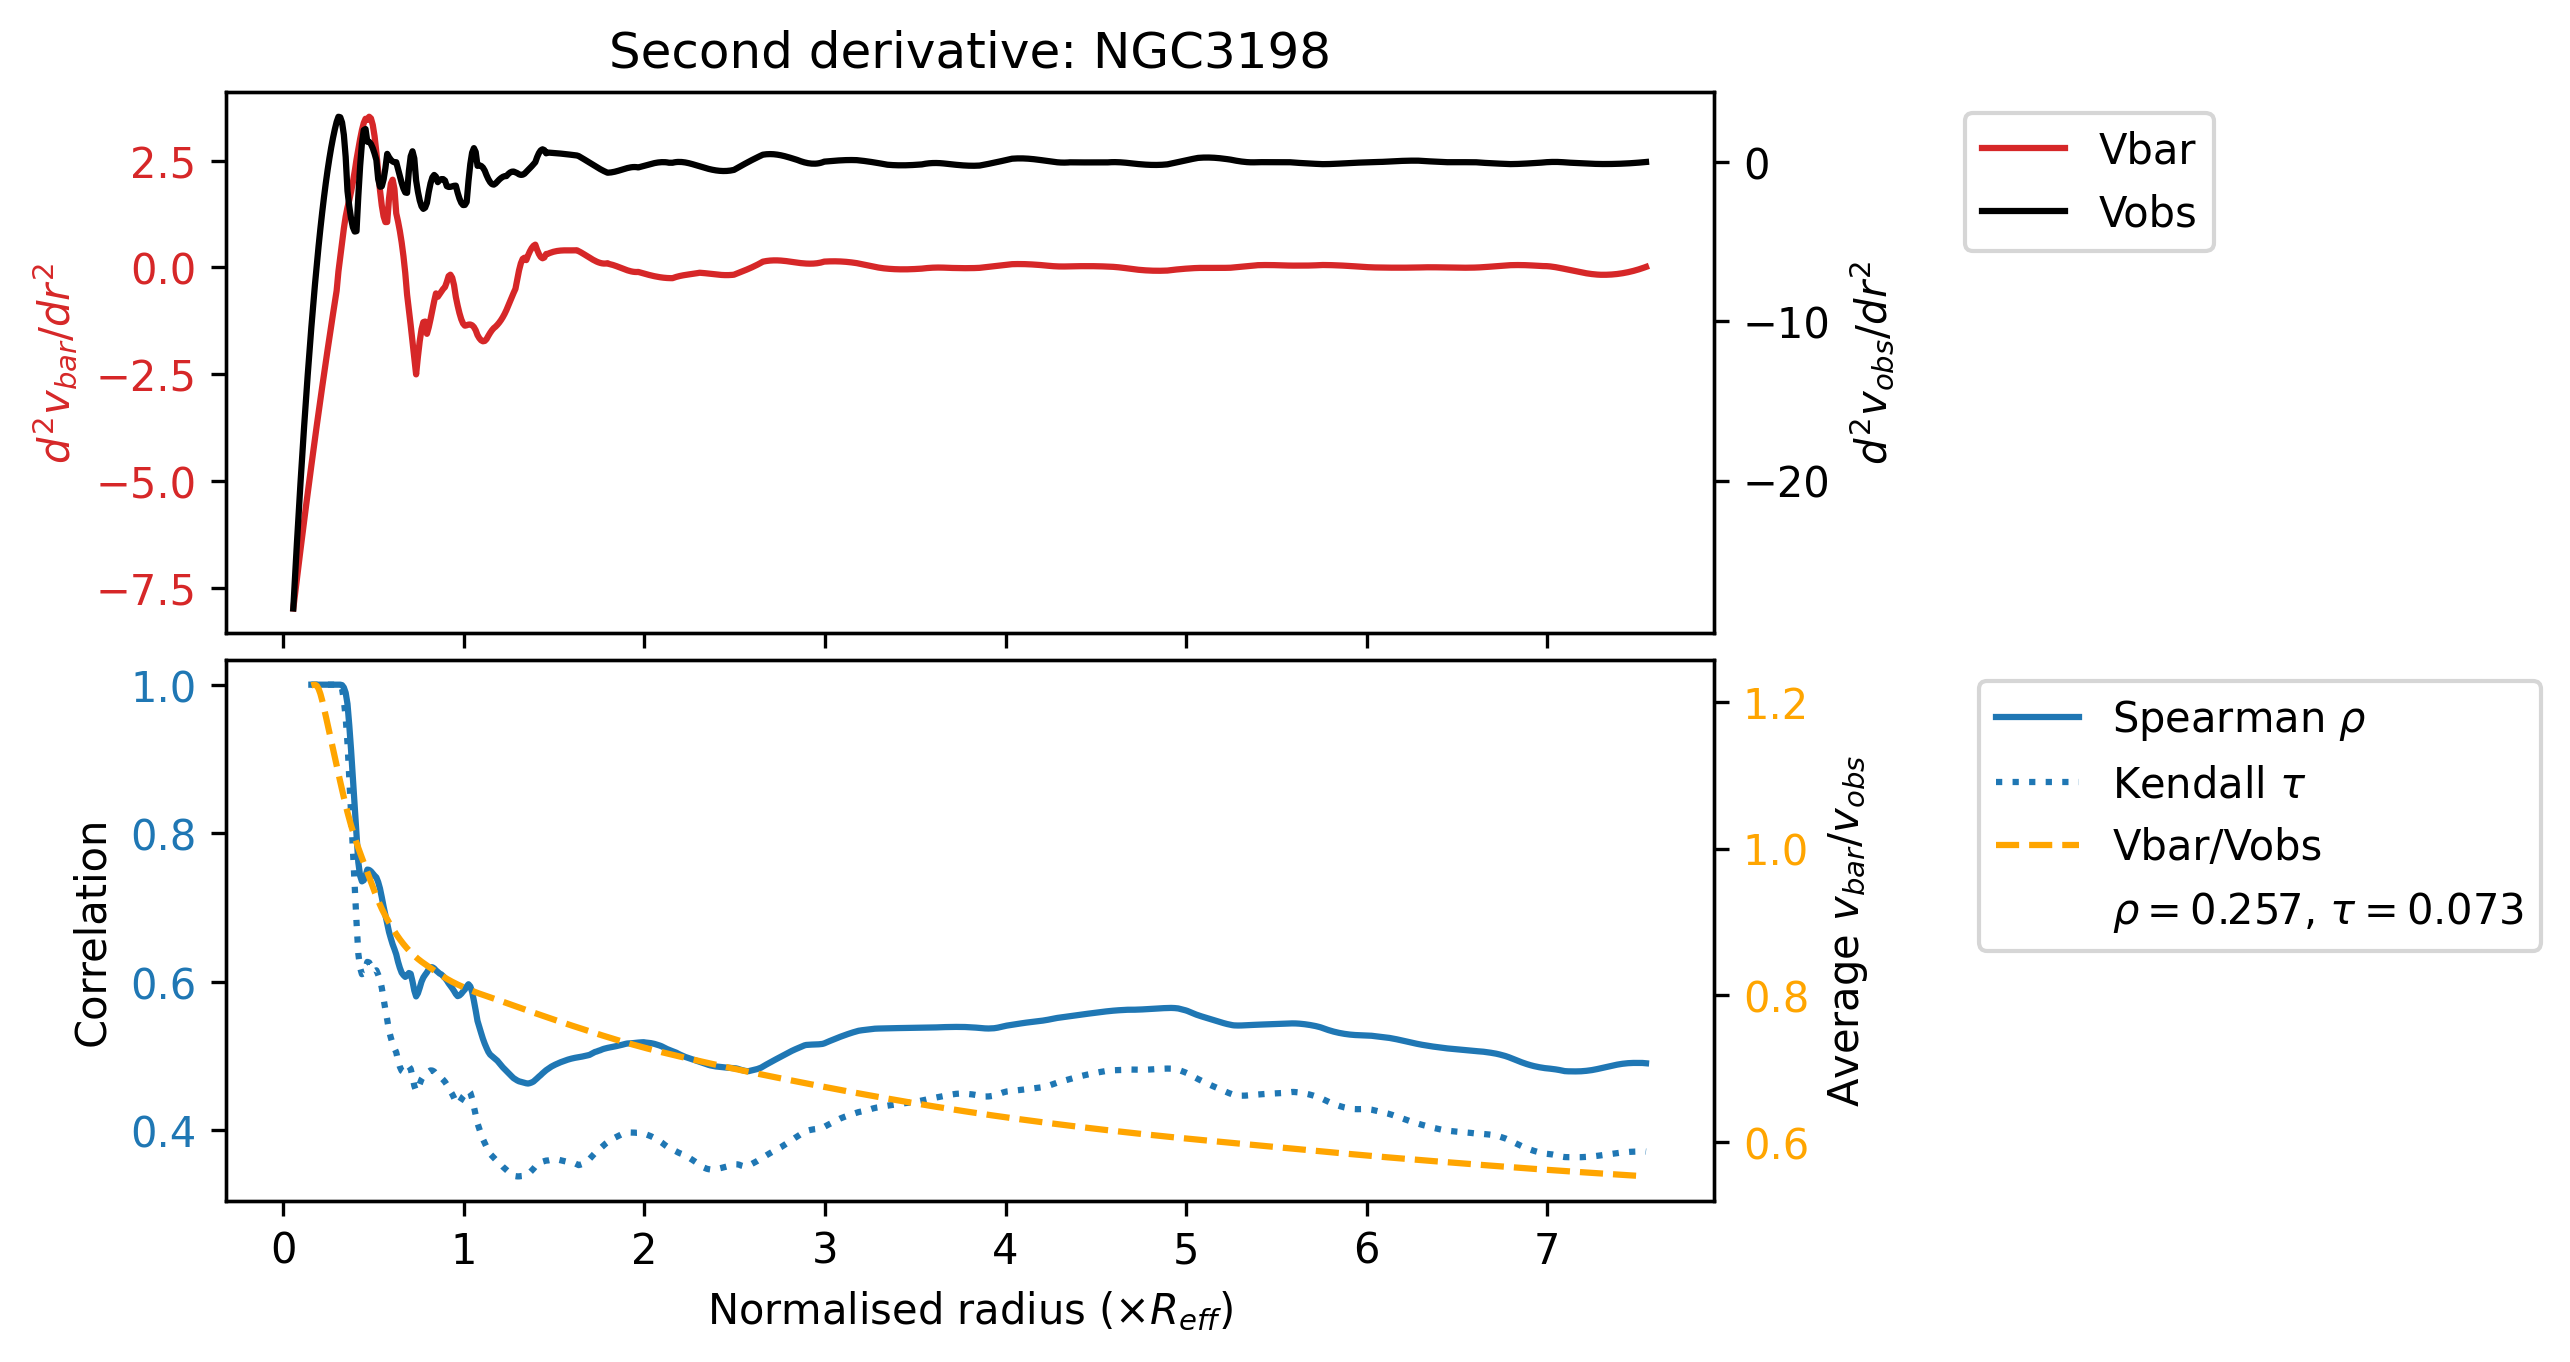 Second derivative: NGC3198
2.5
0.0
−2.5
−5.0
−7.5
d²v_bar/dr²
0
−10
−20
d²v_obs/dr²
Vbar
Vobs
1.0
0.8
0.6
0.4
Correlation
1.2
1.0
0.8
0.6
Average v_bar/v_obs
Spearman ρ
Kendall τ
Vbar/Vobs
ρ = 0.257, τ = 0.073
0 1 2 3 4 5 6 7
Normalised radius (×R_eff)